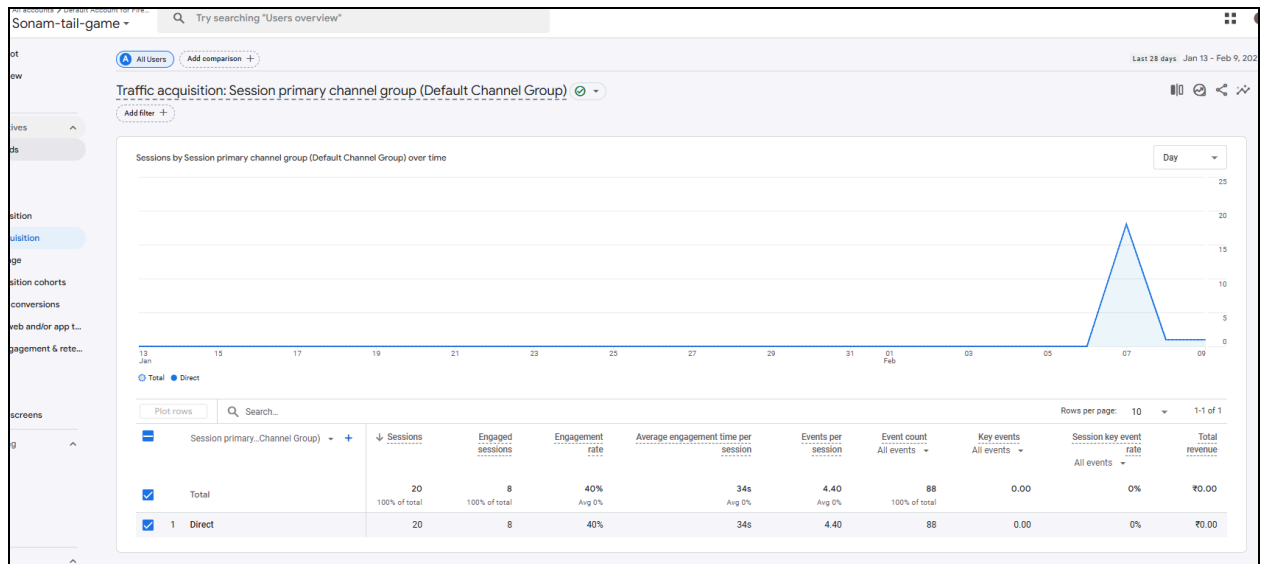 All accounts > Default Account for Fire...
Sonam-tail-game
Try searching "Users overview"
ot
ew
ives
ds
sition
uisition
ge
sition cohorts
conversions
web and/or app t...
gagement & rete...
screens
g
A All Users
Add comparison +
Last 28 days Jan 13 - Feb 9, 202
Traffic acquisition: Session primary channel group (Default Channel Group)
Add filter +
Sessions by Session primary channel group (Default Channel Group) over time
Day
25
20
15
10
5
0
13 15 17 19 21 23 25 27 29 31 01 03 05 07 09
Jan Feb
Total Direct
Plot rows
Search...
Rows per page: 10 1-1 of 1
Session primary...Channel Group) +
↓ Sessions
Engaged
sessions
Engagement
rate
Average engagement time per
session
Events per
session
Event count
All events
Key events
All events
Session key event
rate
All events
Total
revenue
Total 20 8 40% 34s 4.40 88 0.00 0% ₹0.00
100% of total 100% of total Avg 0% Avg 0% Avg 0% 100% of total
1 Direct 20 8 40% 34s 4.40 88 0.00 0% ₹0.00